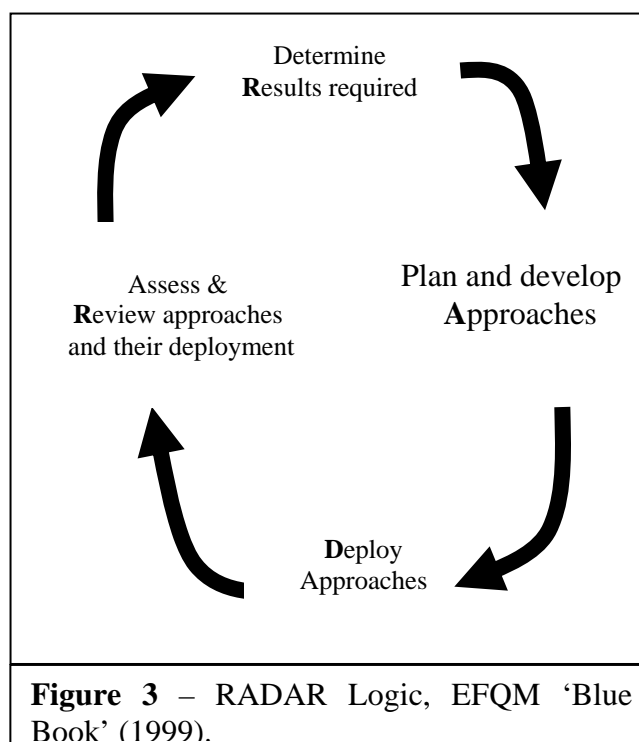 Determine
Results required
Plan and develop
Approaches
Deploy
Approaches
Assess &
Review approaches
and their deployment
Figure 3 – RADAR Logic, EFQM ‘Blue
Book’ (1999).